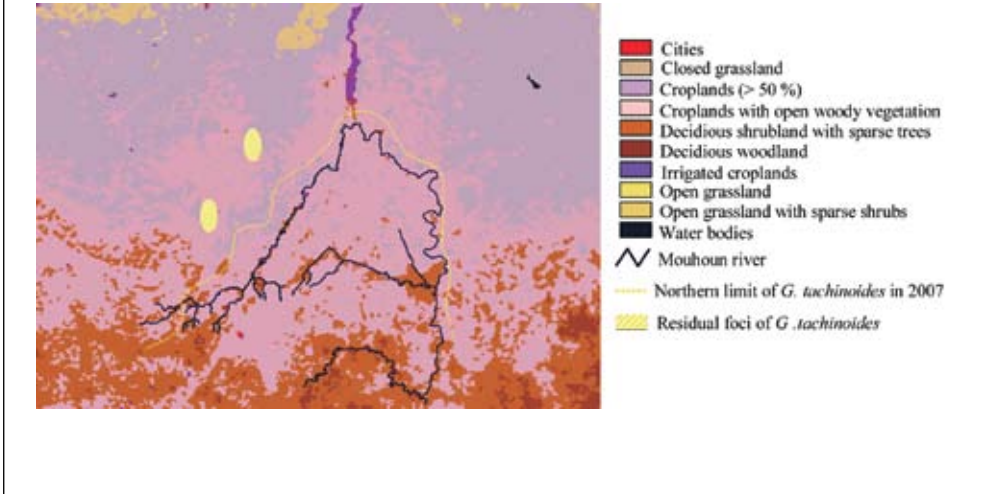 Cities
Closed grassland
Croplands (> 50 %)
Croplands with open woody vegetation
Decidious shrubland with sparse trees
Decidious woodland
Irrigated croplands
Open grassland
Open grassland with sparse shrubs
Water bodies
Mouhoun river
Northern limit of G. tachinoides in 2007
Residual foci of G .tachinoides